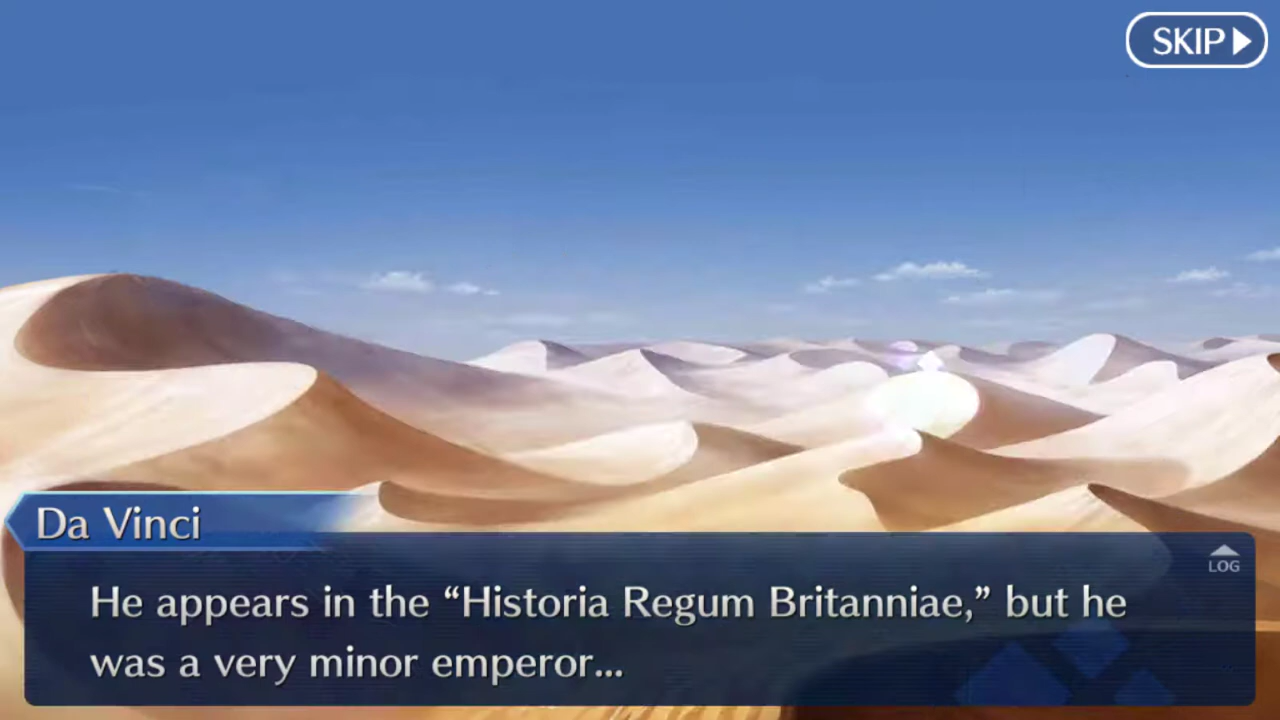 SKIP
Da Vinci
LOG
He appears in the “Historia Regum Britanniae,” but he
was a very minor emperor...